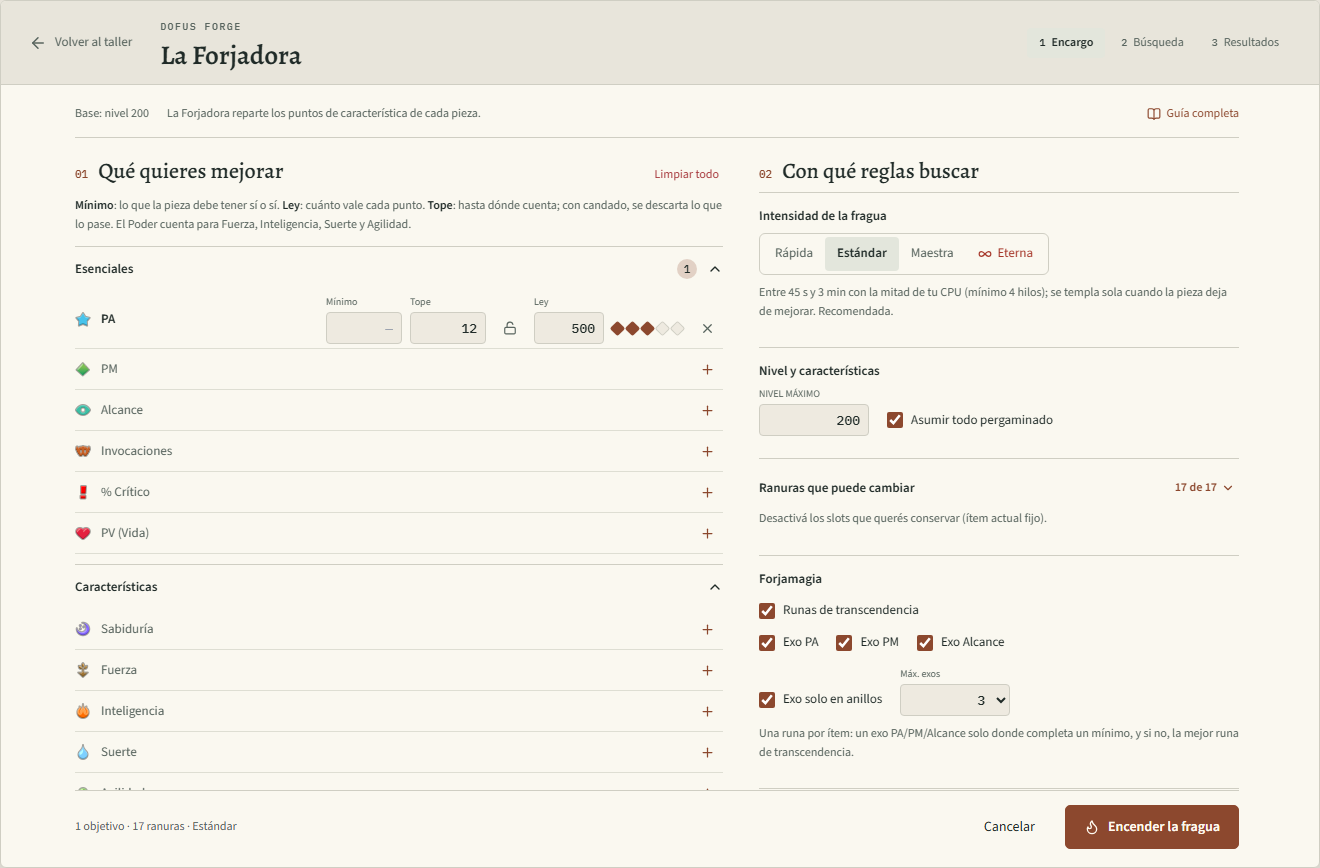 Volver al taller
DOFUS FORGE
La Forjadora
1 Encargo
2 Búsqueda
3 Resultados
Base: nivel 200
La Forjadora reparte los puntos de característica de cada pieza.
Guía completa
01 Qué quieres mejorar
Limpiar todo
Mínimo: lo que la pieza debe tener sí o sí. Ley: cuánto vale cada punto. Tope: hasta dónde cuenta; con candado, se descarta lo que
lo pase. El Poder cuenta para Fuerza, Inteligencia, Suerte y Agilidad.
Esenciales
1
Mínimo
Tope
Ley
PA
–
12
500
PM
Alcance
Invocaciones
% Crítico
PV (Vida)
Características
Sabiduría
Fuerza
Inteligencia
Suerte
02 Con qué reglas buscar
Intensidad de la fragua
Rápida
Estándar
Maestra
∞ Eterna
Entre 45 s y 3 min con la mitad de tu CPU (mínimo 4 hilos); se templa sola cuando la pieza deja
de mejorar. Recomendada.
Nivel y características
NIVEL MÁXIMO
200
Asumir todo pergaminado
Ranuras que puede cambiar
17 de 17
Desactivá los slots que querés conservar (ítem actual fijo).
Forjamagia
Runas de transcendencia
Exo PA
Exo PM
Exo Alcance
Máx. exos
Exo solo en anillos
3
Una runa por ítem: un exo PA/PM/Alcance solo donde completa un mínimo, y si no, la mejor runa
de transcendencia.
1 objetivo · 17 ranuras · Estándar
Cancelar
Encender la fragua